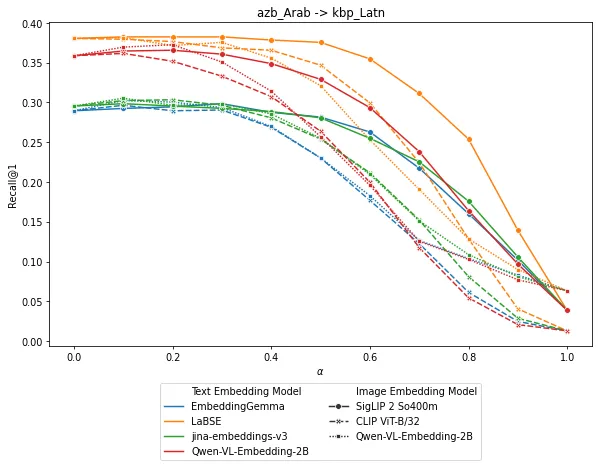 azb_Arab -> kbp_Latn
0.40
0.35
0.30
0.25
0.20
0.15
0.10
0.05
0.00
Recall@1
0.0 0.2 0.4 0.6 0.8 1.0
α
Text Embedding Model
EmbeddingGemma
LaBSE
jina-embeddings-v3
Qwen-VL-Embedding-2B
Image Embedding Model
SigLIP 2 So400m
CLIP ViT-B/32
Qwen-VL-Embedding-2B